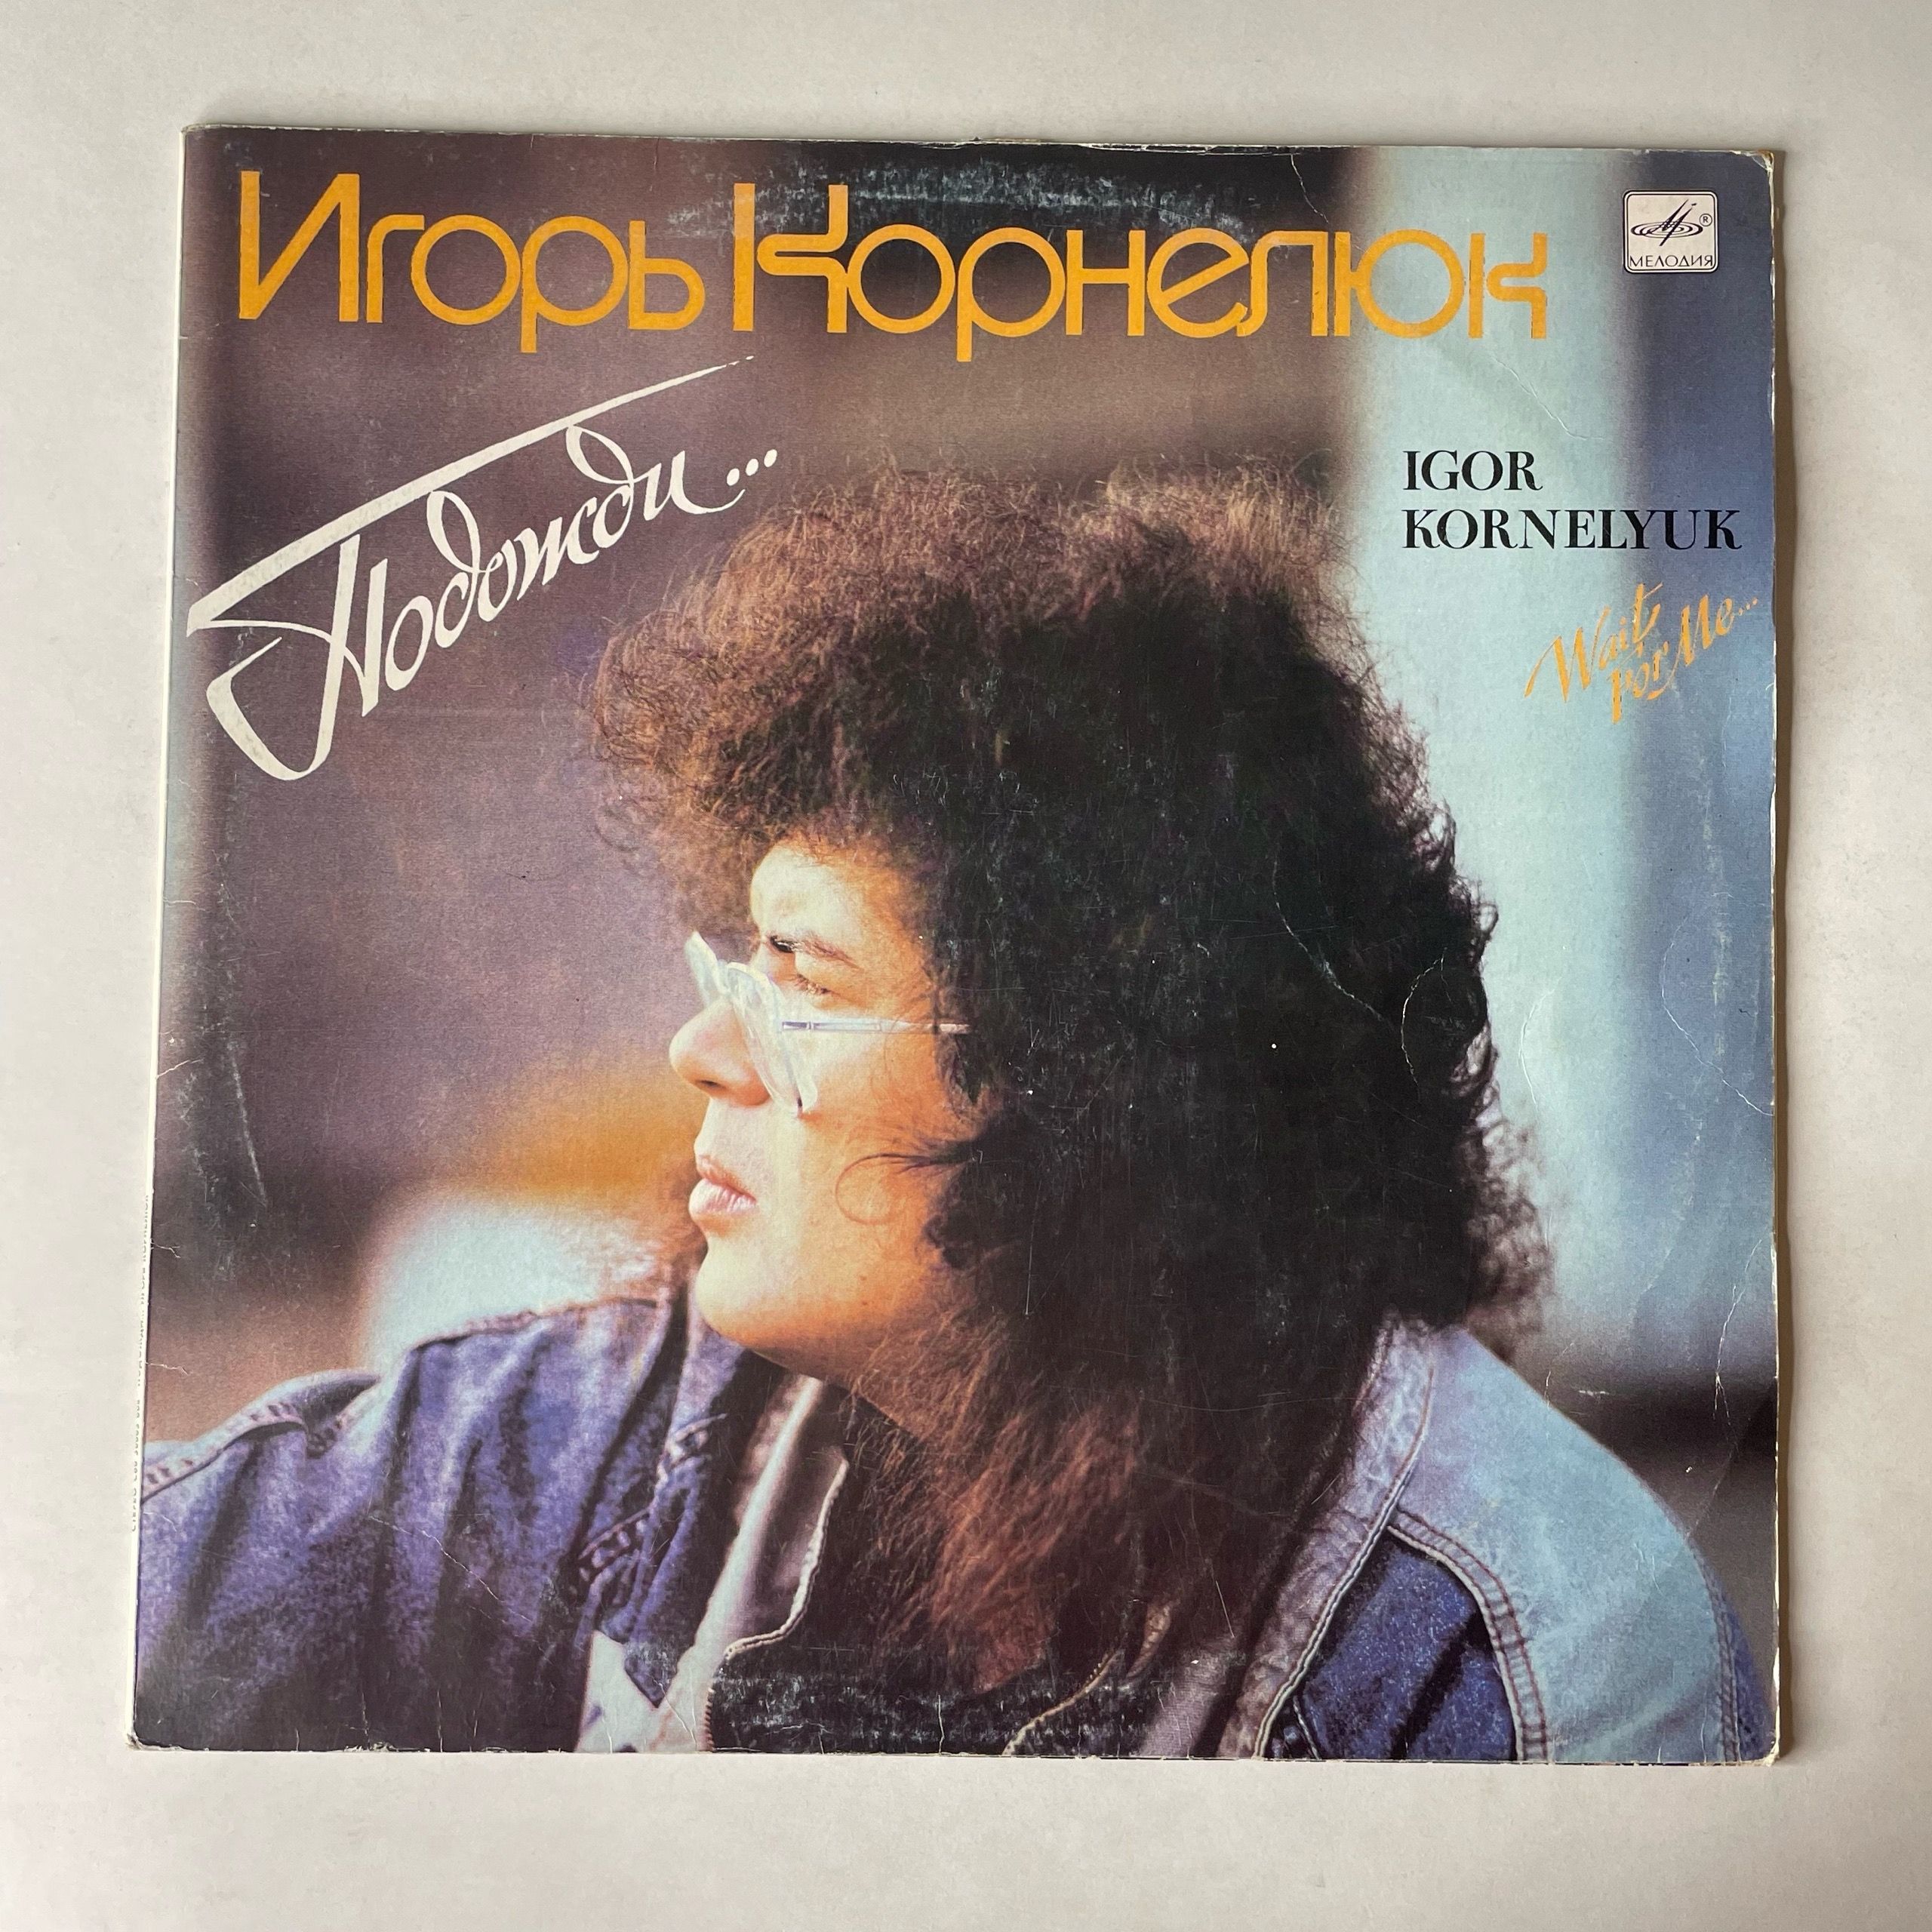 Игорь Корнелюк
МЕЛОДИЯ
Подожди...
IGOR
KORNELYUK
Wait
For Me...